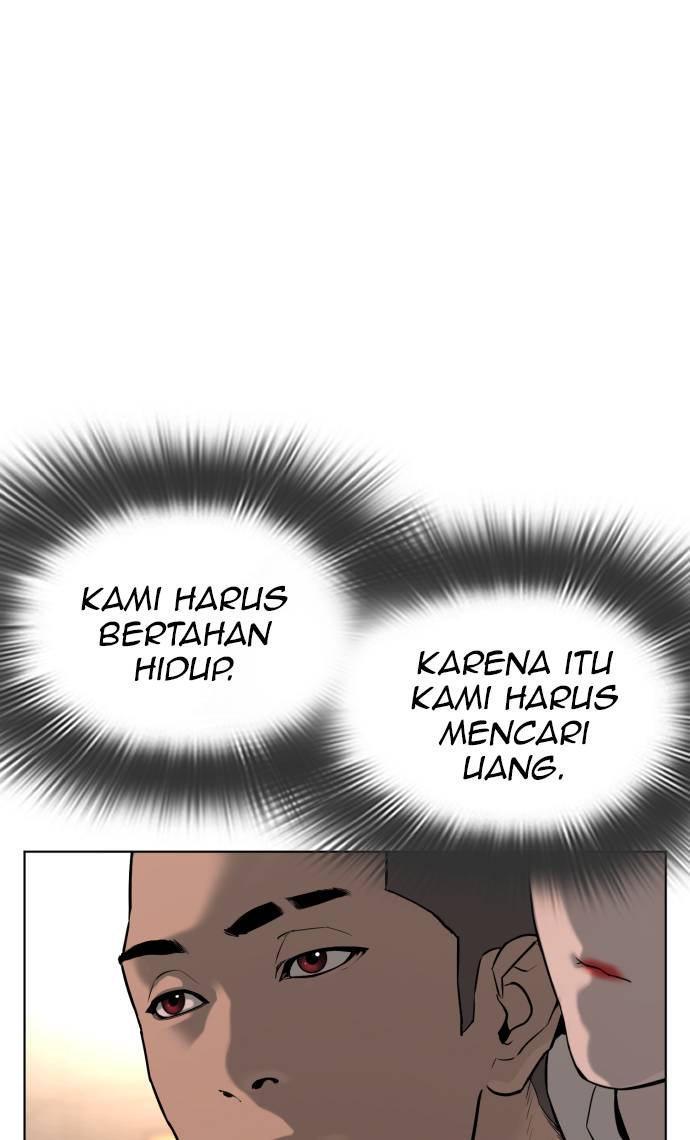 KAMI HARUS
BERTAHAN
HIDUP.
KARENA ITU
KAMI HARUS
MENCARI
UANG.